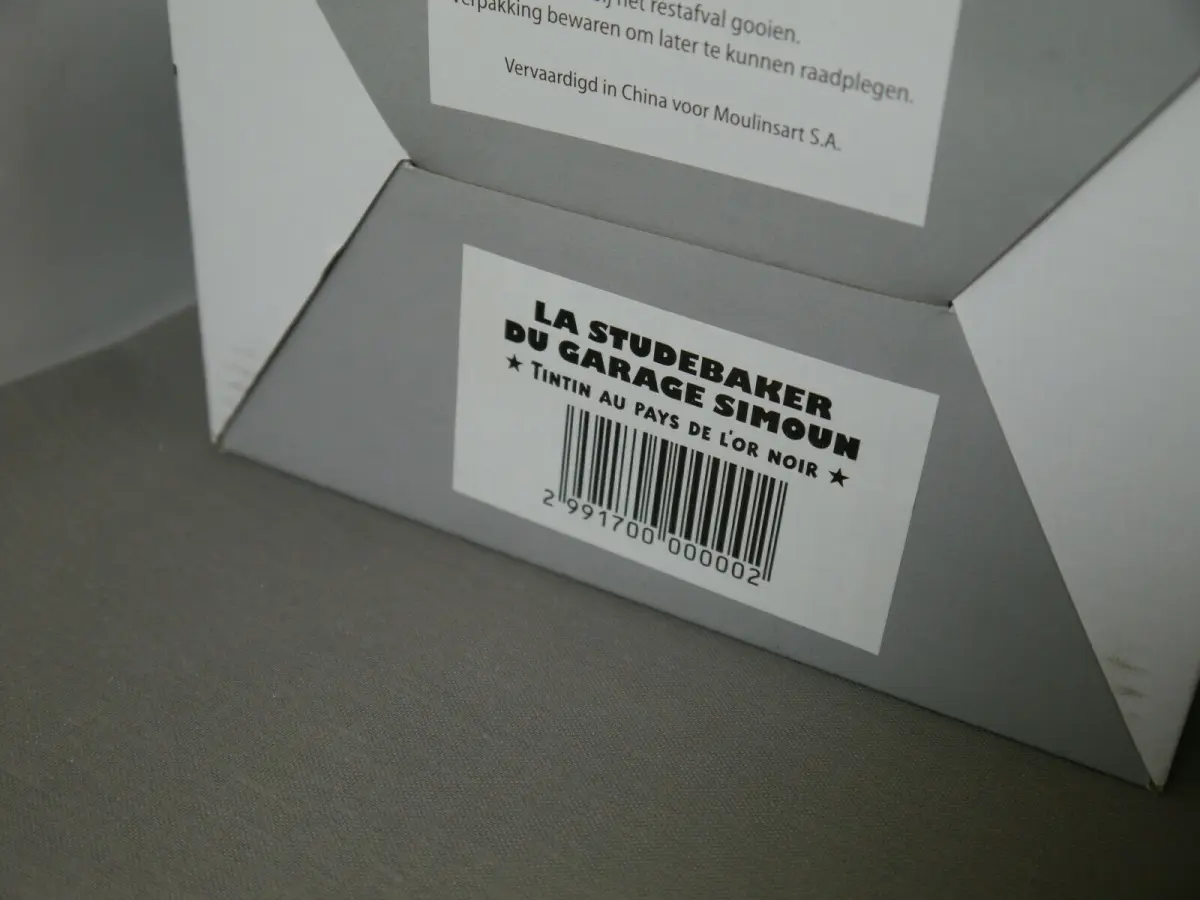 het restafval gooien.
Verpakking bewaren om later te kunnen raadplegen.
Vervaardigd in China voor Moulinsart S.A.
LA STUDEBAKER
DU GARAGE SIMOUN
★ TINTIN AU PAYS DE L'OR NOIR ★
2 991700 000002